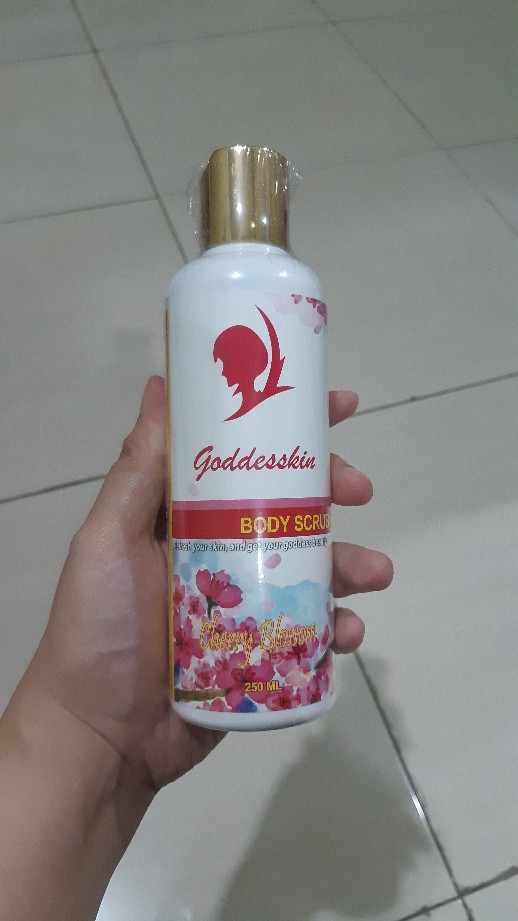 Goddesskin
BODY SCRUB
your skin, and get your goddess
Cherry Blossom
250 ML